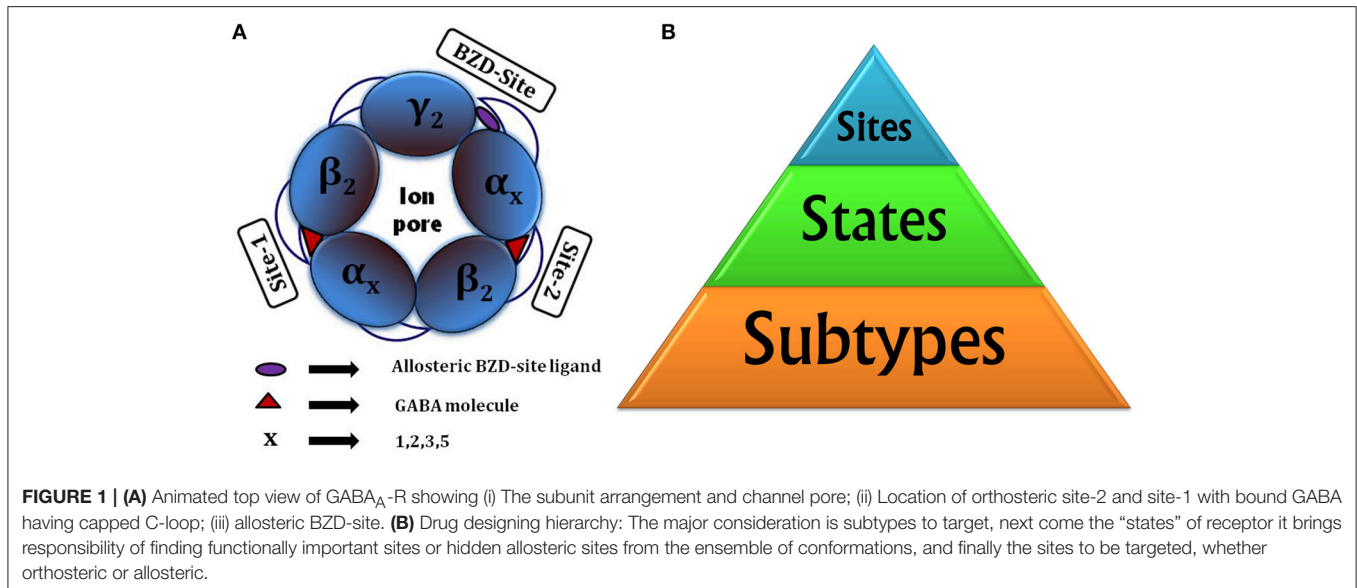 A
BZD-Site
γ₂
β₂
αₓ
Ion
pore
Site-1
Site-2
αₓ
β₂
Allosteric BZD-site ligand
GABA molecule
x
1,2,3,5
B
Sites
States
Subtypes
FIGURE 1 | (A) Animated top view of GABA_A-R showing (i) The subunit arrangement and channel pore; (ii) Location of orthosteric site-2 and site-1 with bound GABA
having capped C-loop; (iii) allosteric BZD-site. (B) Drug designing hierarchy: The major consideration is subtypes to target, next come the “states” of receptor it brings
responsibility of finding functionally important sites or hidden allosteric sites from the ensemble of conformations, and finally the sites to be targeted, whether
orthosteric or allosteric.